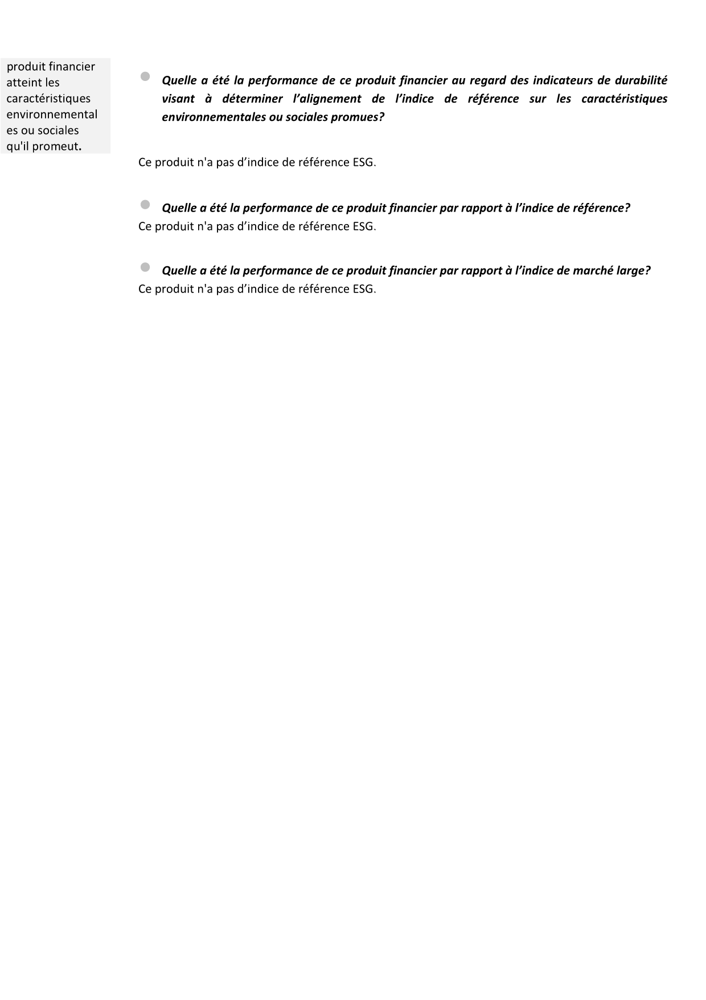 produit financier
atteint les
caractéristiques
environnemental
es ou sociales
qu'il promeut.
Quelle a été la performance de ce produit financier au regard des indicateurs de durabilité
visant à déterminer l’alignement de l’indice de référence sur les caractéristiques
environnementales ou sociales promues?
Ce produit n'a pas d’indice de référence ESG.
Quelle a été la performance de ce produit financier par rapport à l’indice de référence?
Ce produit n'a pas d’indice de référence ESG.
Quelle a été la performance de ce produit financier par rapport à l’indice de marché large?
Ce produit n'a pas d’indice de référence ESG.